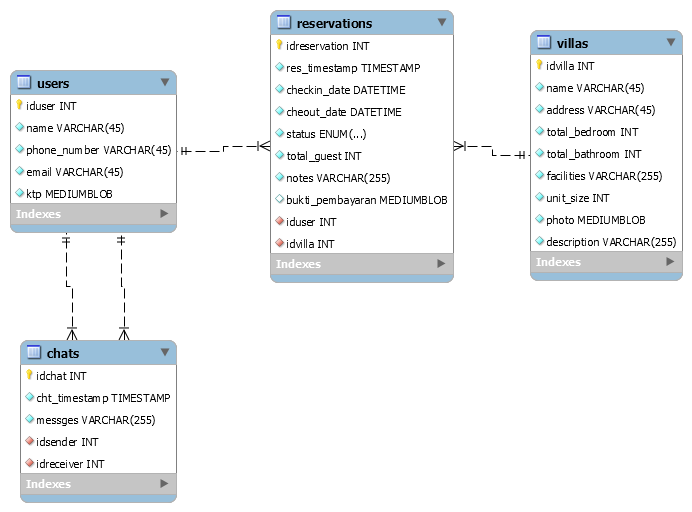 users
iduser INT
name VARCHAR(45)
phone_number VARCHAR(45)
email VARCHAR(45)
ktp MEDIUMBLOB
Indexes
reservations
idreservation INT
res_timestamp TIMESTAMP
checkin_date DATETIME
cheout_date DATETIME
status ENUM(...)
total_guest INT
notes VARCHAR(255)
bukti_pembayaran MEDIUMBLOB
iduser INT
idvilla INT
Indexes
villas
idvilla INT
name VARCHAR(45)
address VARCHAR(45)
total_bedroom INT
total_bathroom INT
facilities VARCHAR(255)
unit_size INT
photo MEDIUMBLOB
description VARCHAR(255)
Indexes
chats
idchat INT
cht_timestamp TIMESTAMP
messges VARCHAR(255)
idsender INT
idreceiver INT
Indexes